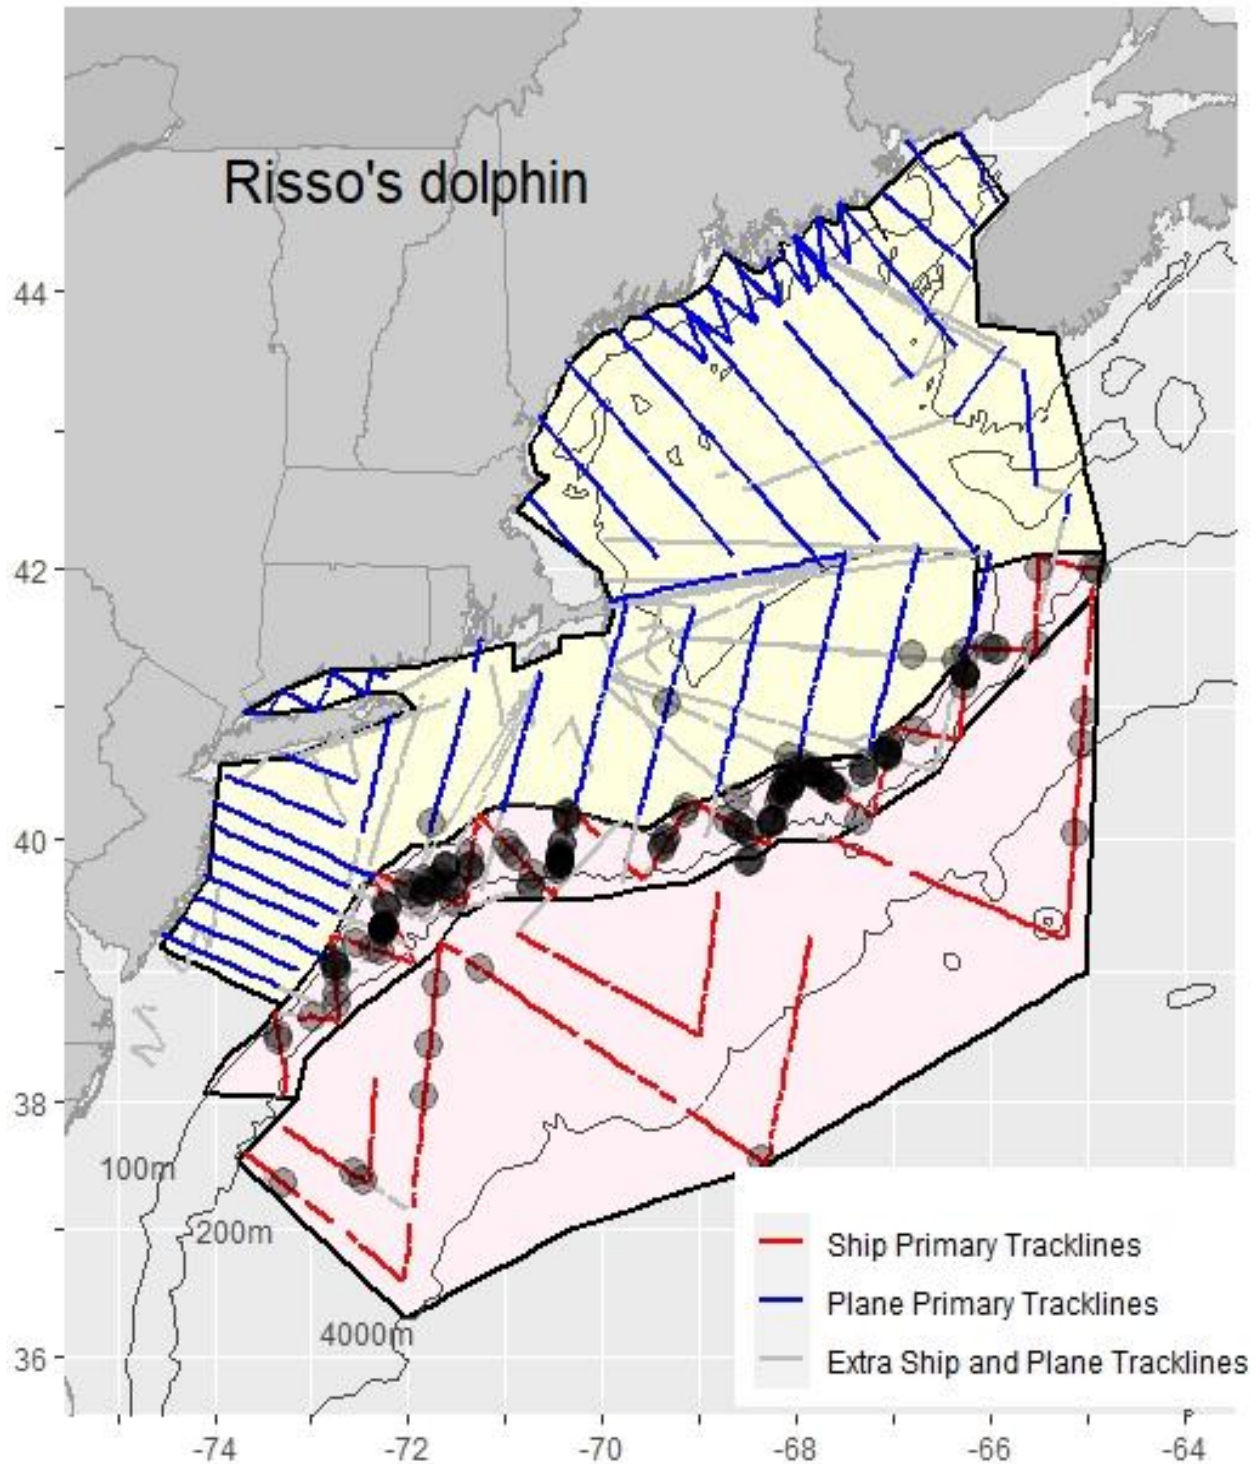 Risso's dolphin
44
42
40
38
100m
200m
Ship Primary Tracklines
Plane Primary Tracklines
4000m
36
Extra Ship and Plane Tracklines
-74
-72
-70
-68
-66
-64